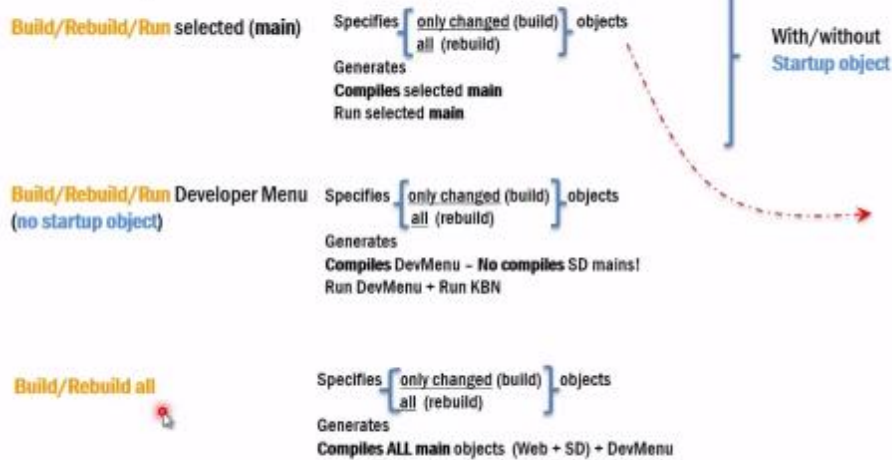 Build/Rebuild/Run selected (main)
Specifies only changed (build) objects
all (rebuild)
Generates
Compiles selected main
Run selected main
With/without
Startup object
Build/Rebuild/Run Developer Menu
(no startup object)
Specifies only changed (build) objects
all (rebuild)
Generates
Compiles DevMenu – No compiles SD mains!
Run DevMenu + Run KBN
Build/Rebuild all
Specifies only changed (build) objects
all (rebuild)
Generates
Compiles ALL main objects (Web + SD) + DevMenu